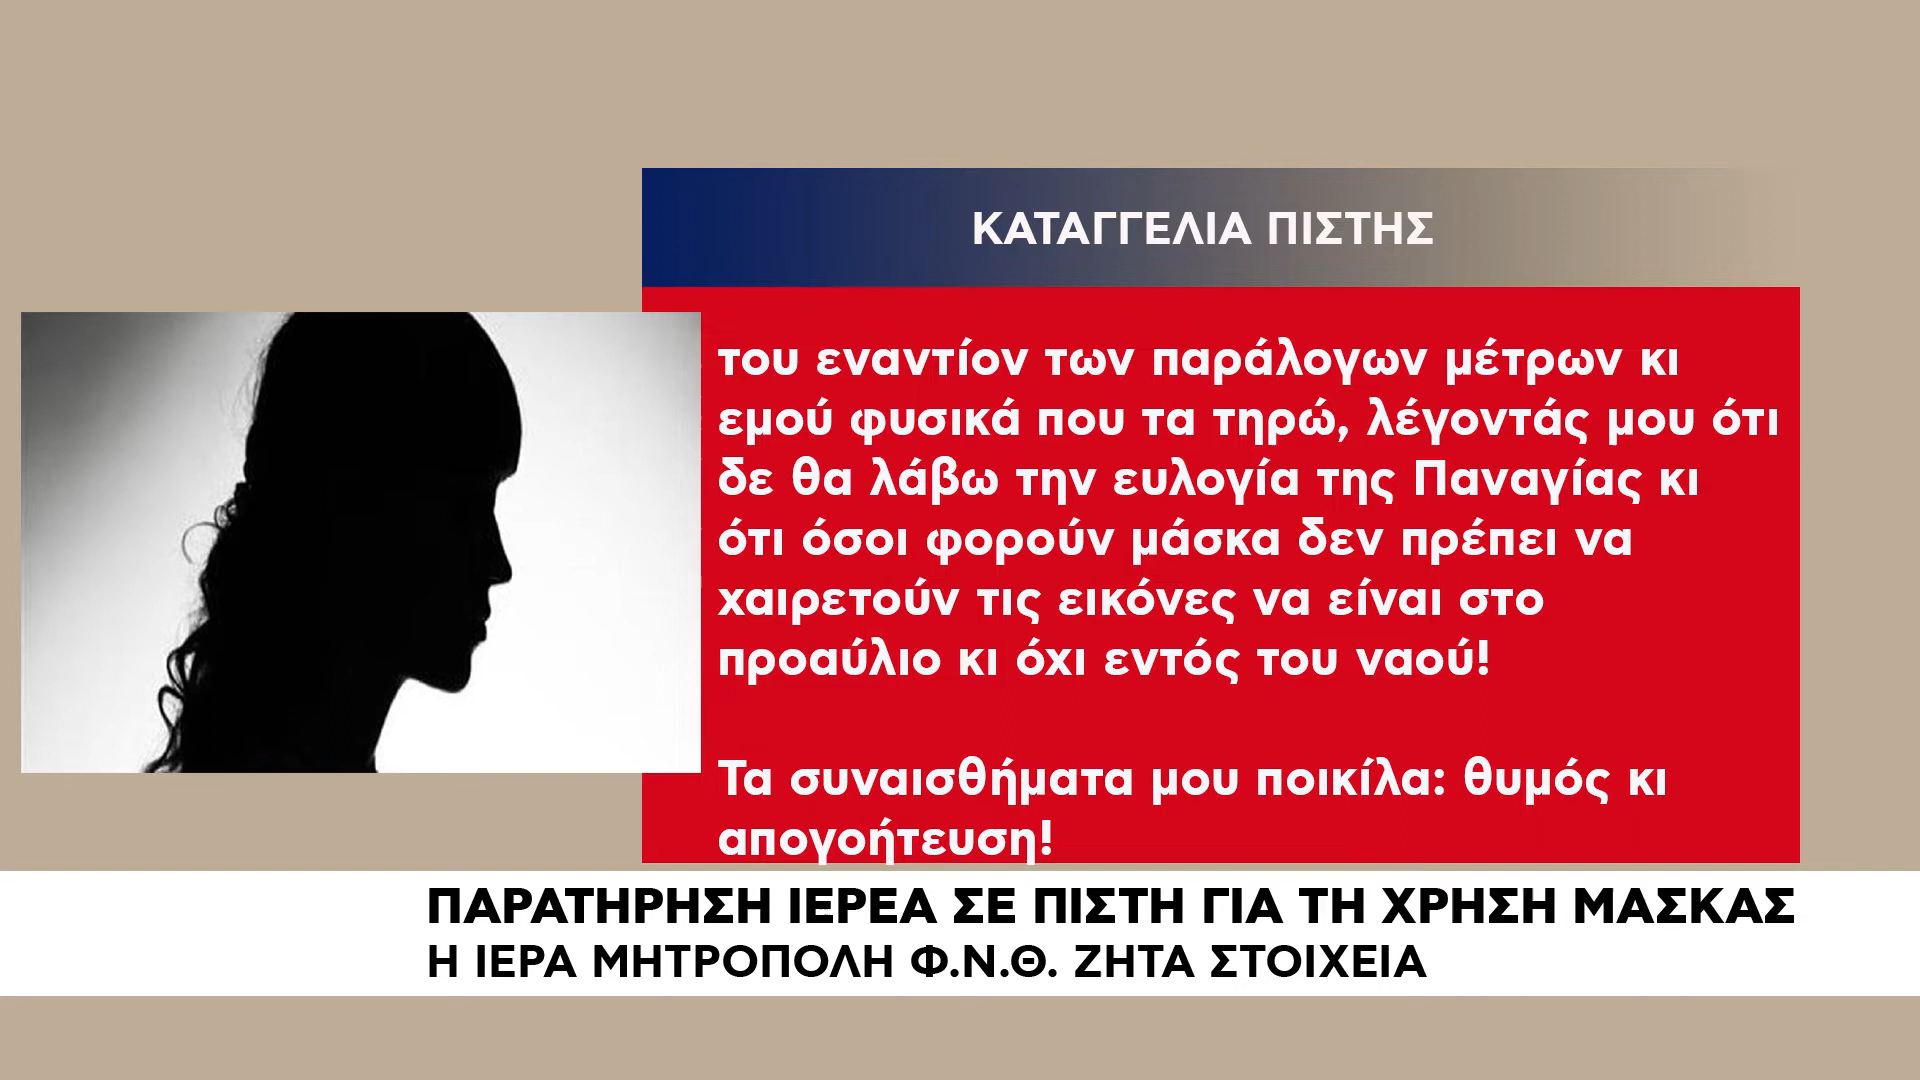 ΚΑΤΑΓΓΕΛΙΑ ΠΙΣΤΗΣ
του εναντίον των παράλογων μέτρων κι
εμού φυσικά που τα τηρώ, λέγοντάς μου ότι
δε θα λάβω την ευλογία της Παναγίας κι
ότι όσοι φορούν μάσκα δεν πρέπει να
χαιρετούν τις εικόνες να είναι στο
προαύλιο κι όχι εντός του ναού!
Τα συναισθήματα μου ποικίλα: θυμός κι
απογοήτευση!
ΠΑΡΑΤΗΡΗΣΗ ΙΕΡΕΑ ΣΕ ΠΙΣΤΗ ΓΙΑ ΤΗ ΧΡΗΣΗ ΜΑΣΚΑΣ
Η ΙΕΡΑ ΜΗΤΡΟΠΟΛΗ Φ.Ν.Θ. ΖΗΤΑ ΣΤΟΙΧΕΙΑ